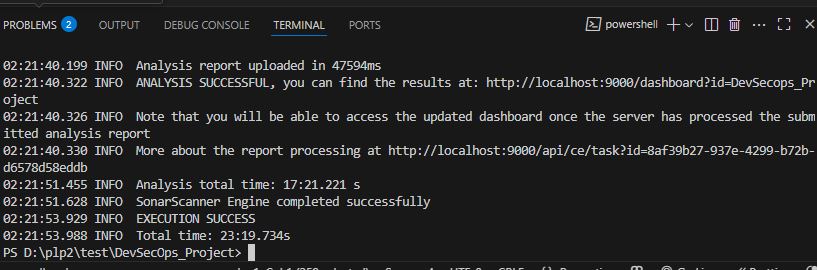 PROBLEMS 2 OUTPUT DEBUG CONSOLE TERMINAL PORTS powershell
02:21:40.199 INFO  Analysis report uploaded in 47594ms
02:21:40.322 INFO  ANALYSIS SUCCESSFUL, you can find the results at: http://localhost:9000/dashboard?id=DevSecops_Pr
oject
02:21:40.326 INFO  Note that you will be able to access the updated dashboard once the server has processed the subm
itted analysis report
02:21:40.330 INFO  More about the report processing at http://localhost:9000/api/ce/task?id=8af39b27-937e-4299-b72b-
d6578d58eddb
02:21:51.455 INFO  Analysis total time: 17:21.221 s
02:21:51.628 INFO  SonarScanner Engine completed successfully
02:21:53.929 INFO  EXECUTION SUCCESS
02:21:53.988 INFO  Total time: 23:19.734s
PS D:\plp2\test\DevSecOps_Project>